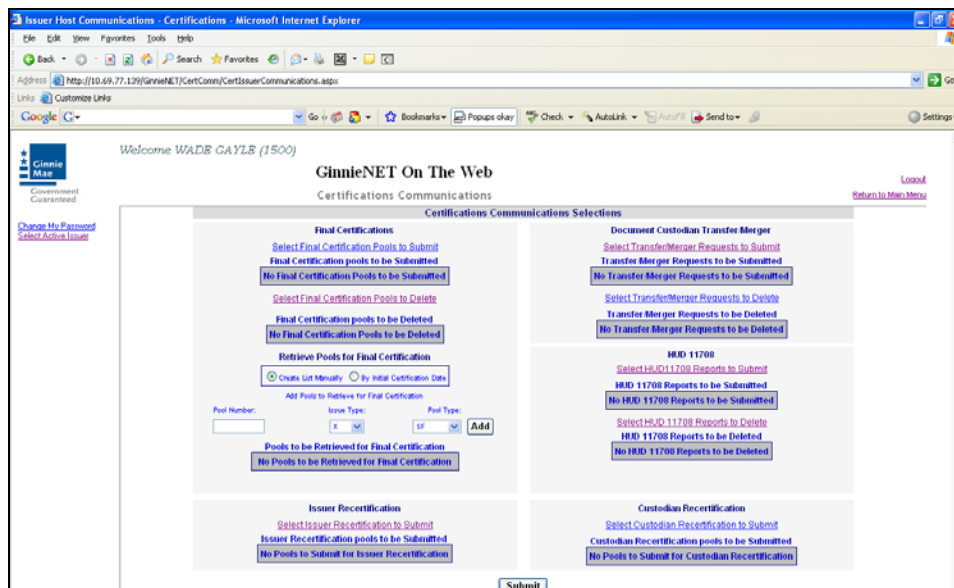 Issuer Host Communications - Certifications - Microsoft Internet Explorer
File Edit View Favorites Tools Help
Back Search Favorites
Address http://10.69.77.139/GinnieNET/CertComm/CertIssuerCommunications.aspx Go
Links Customize Links
Google G Go Bookmarks Popups okay Check AutoLink AutoFill Send to Settings
Ginnie Mae
Government Guaranteed
Welcome WADE GAYLE (1500)
GinnieNET On The Web
Certifications Communications
Logout
Return to Main Menu
Change My Password
Select Active Issuer
Certifications Communications Selections
Final Certifications
Select Final Certification Pools to Submit
Final Certification pools to be Submitted
No Final Certification Pools to be Submitted
Select Final Certification Pools to Delete
Final Certification pools to be Deleted
No Final Certification Pools to be Deleted
Retrieve Pools for Final Certification
Create List Manually By Initial Certification Date
Add Pools to Retrieve for Final Certification
Pool Number: Issue Type: Pool Type:
X SF Add
Pools to be Retrieved for Final Certification
No Pools to be Retrieved for Final Certification
Document Custodian Transfer/Merger
Select Transfer/Merger Requests to Submit
Transfer/Merger Requests to be Submitted
No Transfer/Merger Requests to be Submitted
Select Transfer/Merger Requests to Delete
Transfer/Merger Requests to be Deleted
No Transfer/Merger Requests to be Deleted
HUD 11708
Select HUD11708 Reports to Submit
HUD 11708 Reports to be Submitted
No HUD 11708 Reports to be Submitted
Select HUD 11708 Reports to Delete
HUD 11708 Reports to be Deleted
No HUD 11708 Reports to be Deleted
Issuer Recertification
Select Issuer Recertification to Submit
Issuer Recertification pools to be Submitted
No Pools to Submit for Issuer Recertification
Custodian Recertification
Select Custodian Recertification to Submit
Custodian Recertification pools to be Submitted
No Pools to Submit for Custodian Recertification
Submit